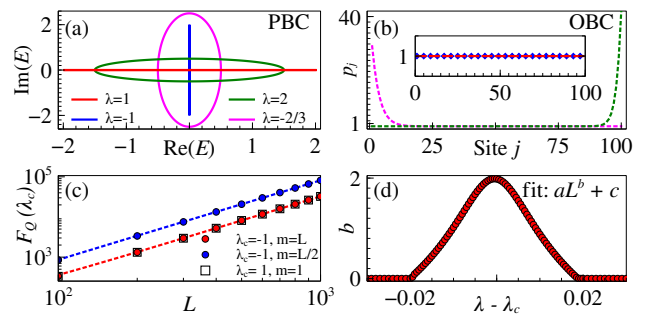 (a) PBC
Im(E)
2
0
−2
λ=1
λ=-1
λ=2
λ=-2/3
−2 −1 0 1 2
Re(E)
(b) OBC
p_j
40
1
1
0 100
0 25 50 75 100
Site j
(c)
F_Q (λ_c)
10^5
10^3
λ_c=-1, m=L
λ_c=-1, m=L/2
λ_c= 1, m=1
10^2 10^3
L
(d) fit: aL^b + c
b
2
0
−0.02 0.02
λ - λ_c